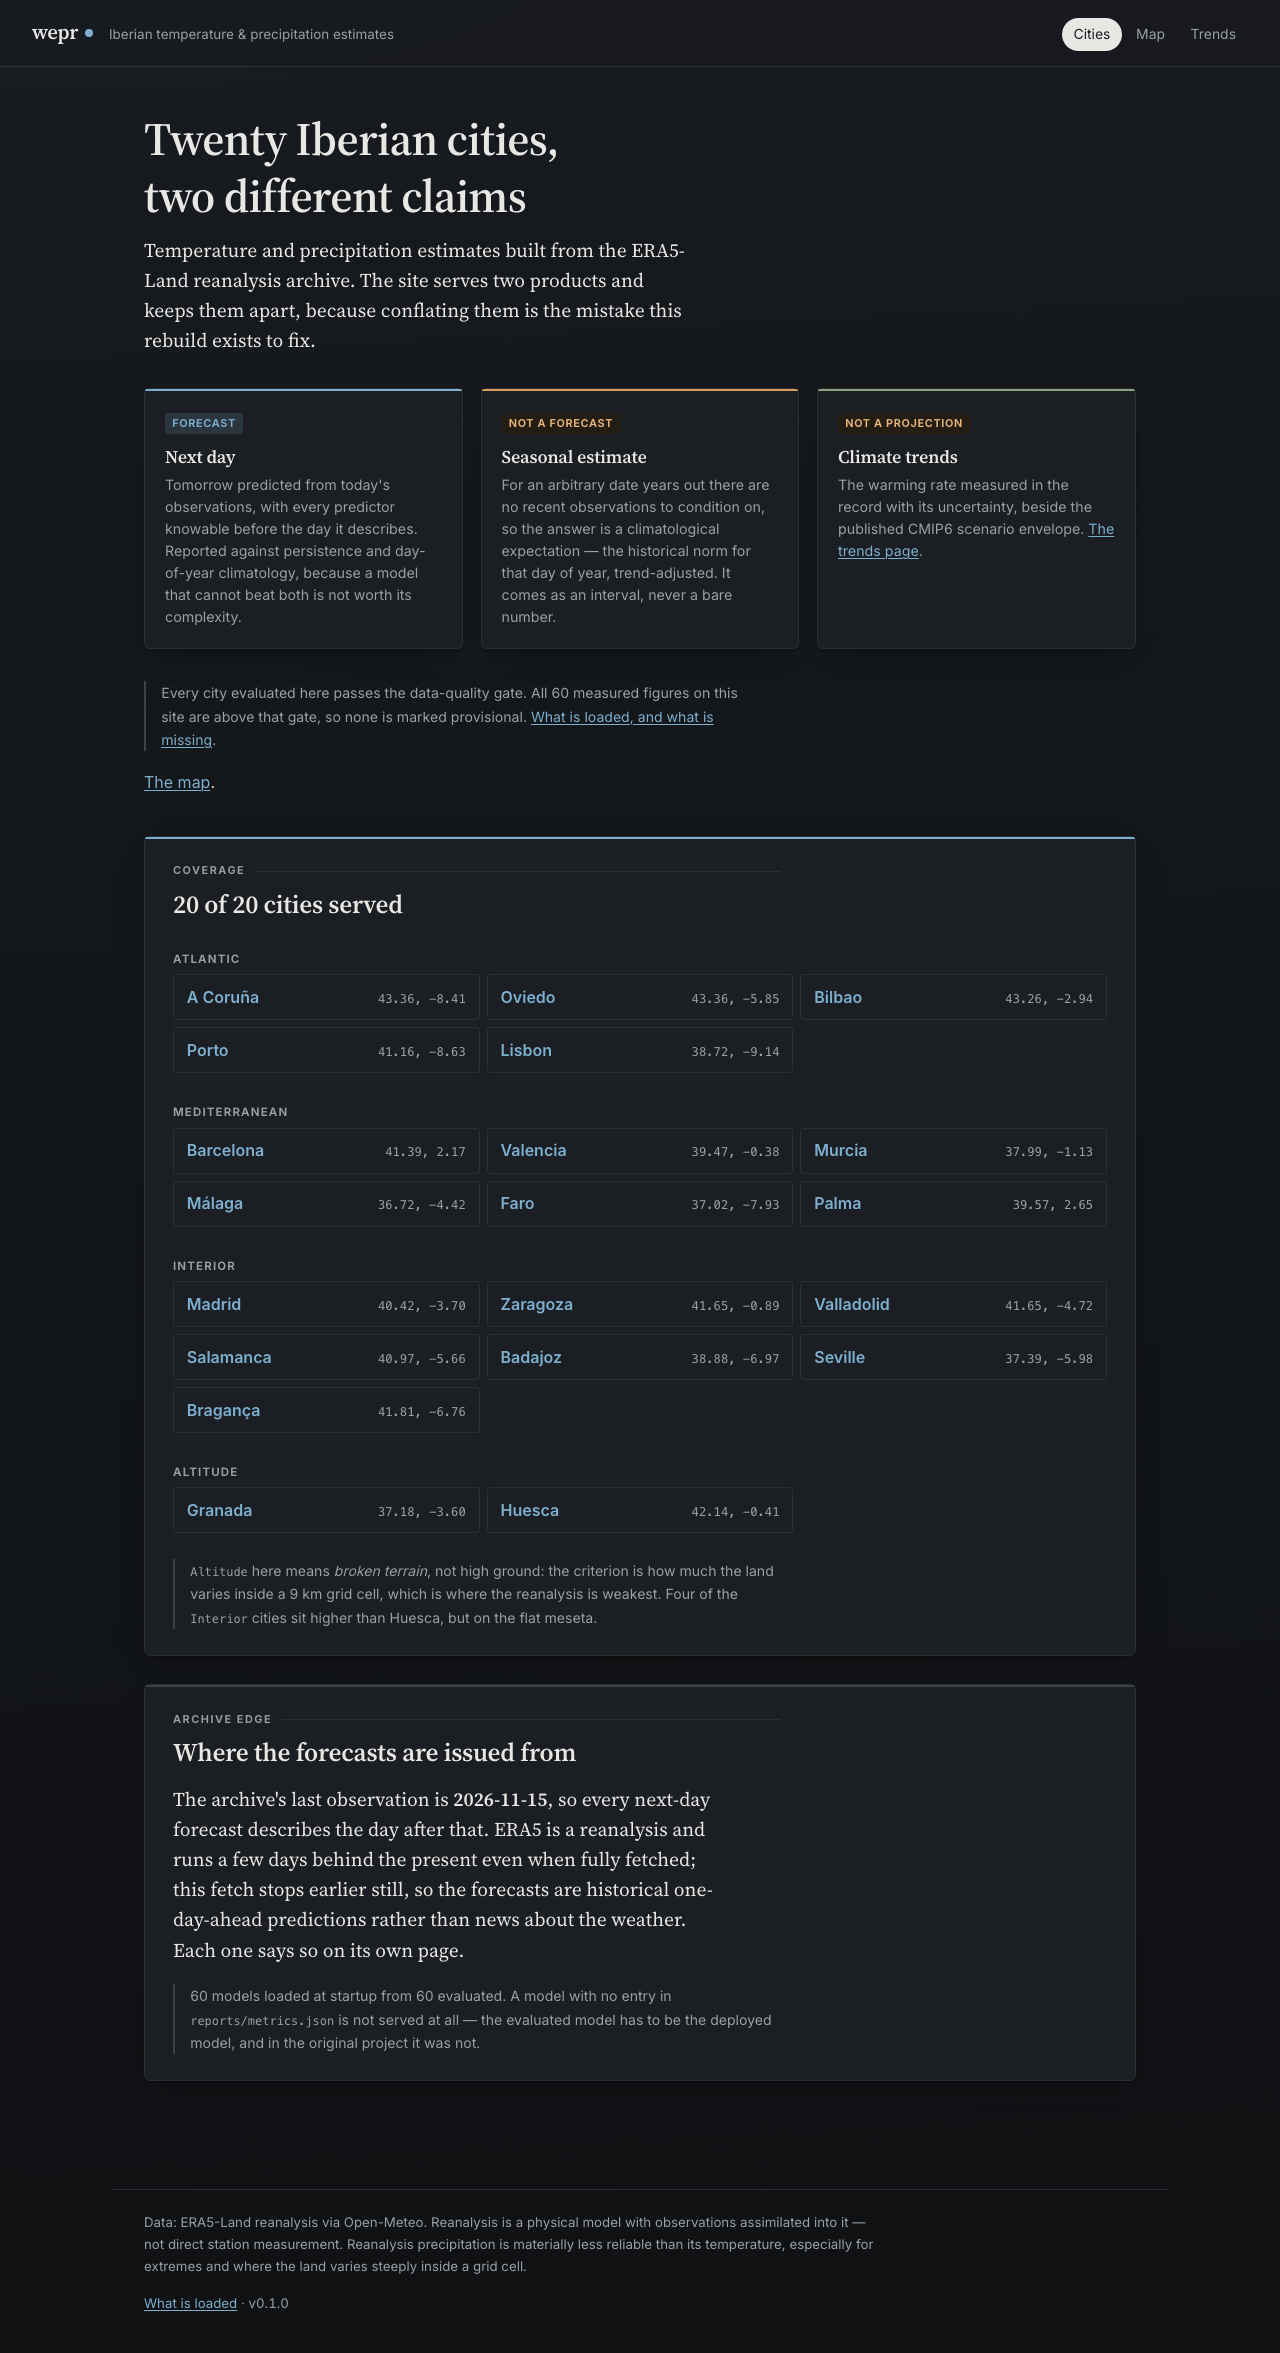 wepr
Iberian temperature & precipitation estimates
Cities
Map
Trends
Twenty Iberian cities,
two different claims
Temperature and precipitation estimates built from the ERA5-
Land reanalysis archive. The site serves two products and
keeps them apart, because conflating them is the mistake this
rebuild exists to fix.
FORECAST
Next day
Tomorrow predicted from today's
observations, with every predictor
knowable before the day it describes.
Reported against persistence and day-
of-year climatology, because a model
that cannot beat both is not worth its
complexity.
NOT A FORECAST
Seasonal estimate
For an arbitrary date years out there are
no recent observations to condition on,
so the answer is a climatological
expectation — the historical norm for
that day of year, trend-adjusted. It
comes as an interval, never a bare
number.
NOT A PROJECTION
Climate trends
The warming rate measured in the
record with its uncertainty, beside the
published CMIP6 scenario envelope. The
trends page.
Every city evaluated here passes the data-quality gate. All 60 measured figures on this
site are above that gate, so none is marked provisional. What is loaded, and what is
missing.
The map.
COVERAGE
20 of 20 cities served
ATLANTIC
A Coruña 43.36, −8.41
Oviedo 43.36, −5.85
Bilbao 43.26, −2.94
Porto 41.16, −8.63
Lisbon 38.72, −9.14
MEDITERRANEAN
Barcelona 41.39, 2.17
Valencia 39.47, −0.38
Murcia 37.99, −1.13
Málaga 36.72, −4.42
Faro 37.02, −7.93
Palma 39.57, 2.65
INTERIOR
Madrid 40.42, −3.70
Zaragoza 41.65, −0.89
Valladolid 41.65, −4.72
Salamanca 40.97, −5.66
Badajoz 38.88, −6.97
Seville 37.39, −5.98
Bragança 41.81, −6.76
ALTITUDE
Granada 37.18, −3.60
Huesca 42.14, −0.41
Altitude here means broken terrain, not high ground: the criterion is how much the land
varies inside a 9 km grid cell, which is where the reanalysis is weakest. Four of the
Interior cities sit higher than Huesca, but on the flat meseta.
ARCHIVE EDGE
Where the forecasts are issued from
The archive's last observation is 2026-11-15, so every next-day
forecast describes the day after that. ERA5 is a reanalysis and
runs a few days behind the present even when fully fetched;
this fetch stops earlier still, so the forecasts are historical one-
day-ahead predictions rather than news about the weather.
Each one says so on its own page.
60 models loaded at startup from 60 evaluated. A model with no entry in
reports/metrics.json is not served at all — the evaluated model has to be the deployed
model, and in the original project it was not.
Data: ERA5-Land reanalysis via Open-Meteo. Reanalysis is a physical model with observations assimilated into it —
not direct station measurement. Reanalysis precipitation is materially less reliable than its temperature, especially for
extremes and where the land varies steeply inside a grid cell.
What is loaded · v0.1.0